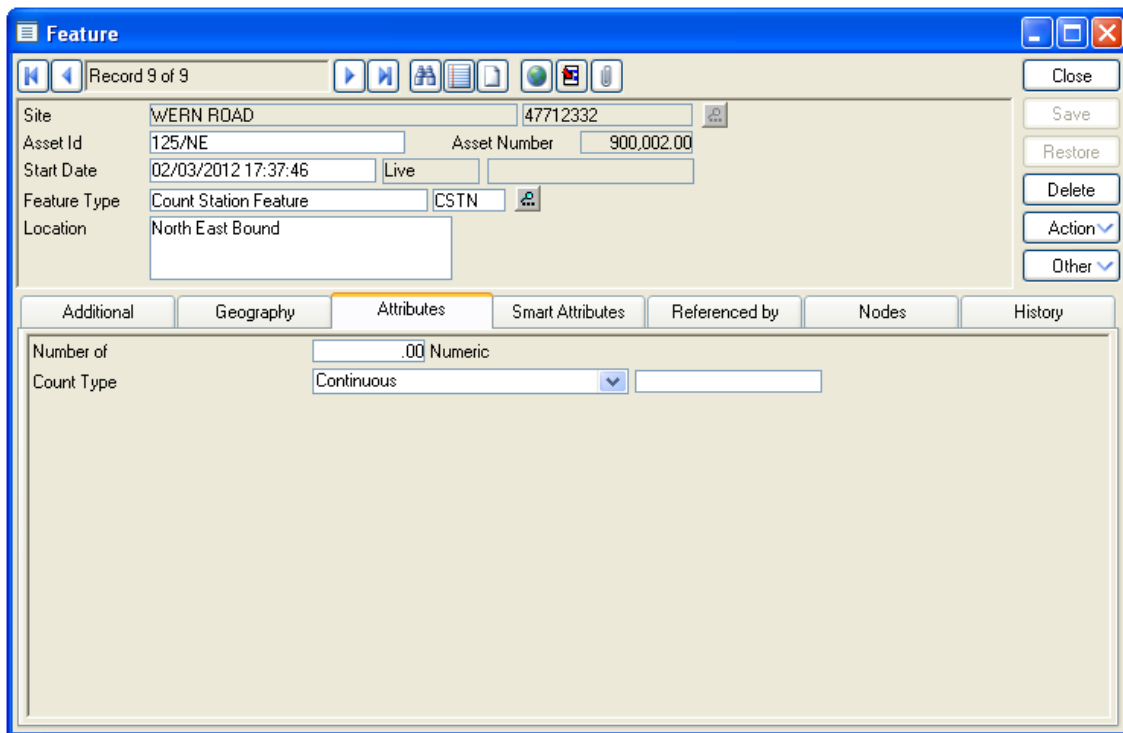 Feature
Record 9 of 9
Close
Site WERN ROAD 47712332
Save
Asset Id 125/NE Asset Number 900,002.00
Restore
Start Date 02/03/2012 17:37:46 Live
Delete
Feature Type Count Station Feature CSTN
Location North East Bound
Action
Other
Additional Geography Attributes Smart Attributes Referenced by Nodes History
Number of .00 Numeric
Count Type Continuous